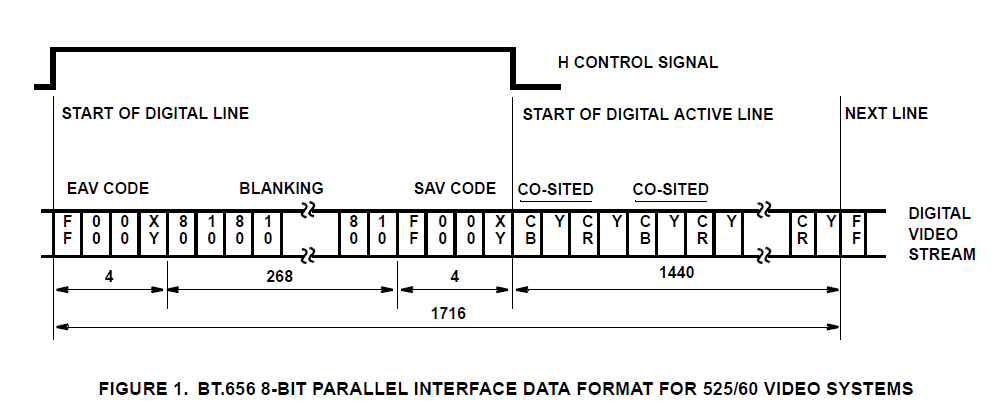 H CONTROL SIGNAL
START OF DIGITAL LINE
START OF DIGITAL ACTIVE LINE
NEXT LINE
EAV CODE
BLANKING
SAV CODE
CO-SITED
CO-SITED
F 0 0 X 8 1 8 1 8 1 F 0 0 X C Y C Y C Y C Y C Y F
F 0 0 Y 0 0 0 0 0 0 F 0 0 Y B R B R R F
DIGITAL
VIDEO
STREAM
4
268
4
1440
1716
FIGURE 1. BT.656 8-BIT PARALLEL INTERFACE DATA FORMAT FOR 525/60 VIDEO SYSTEMS